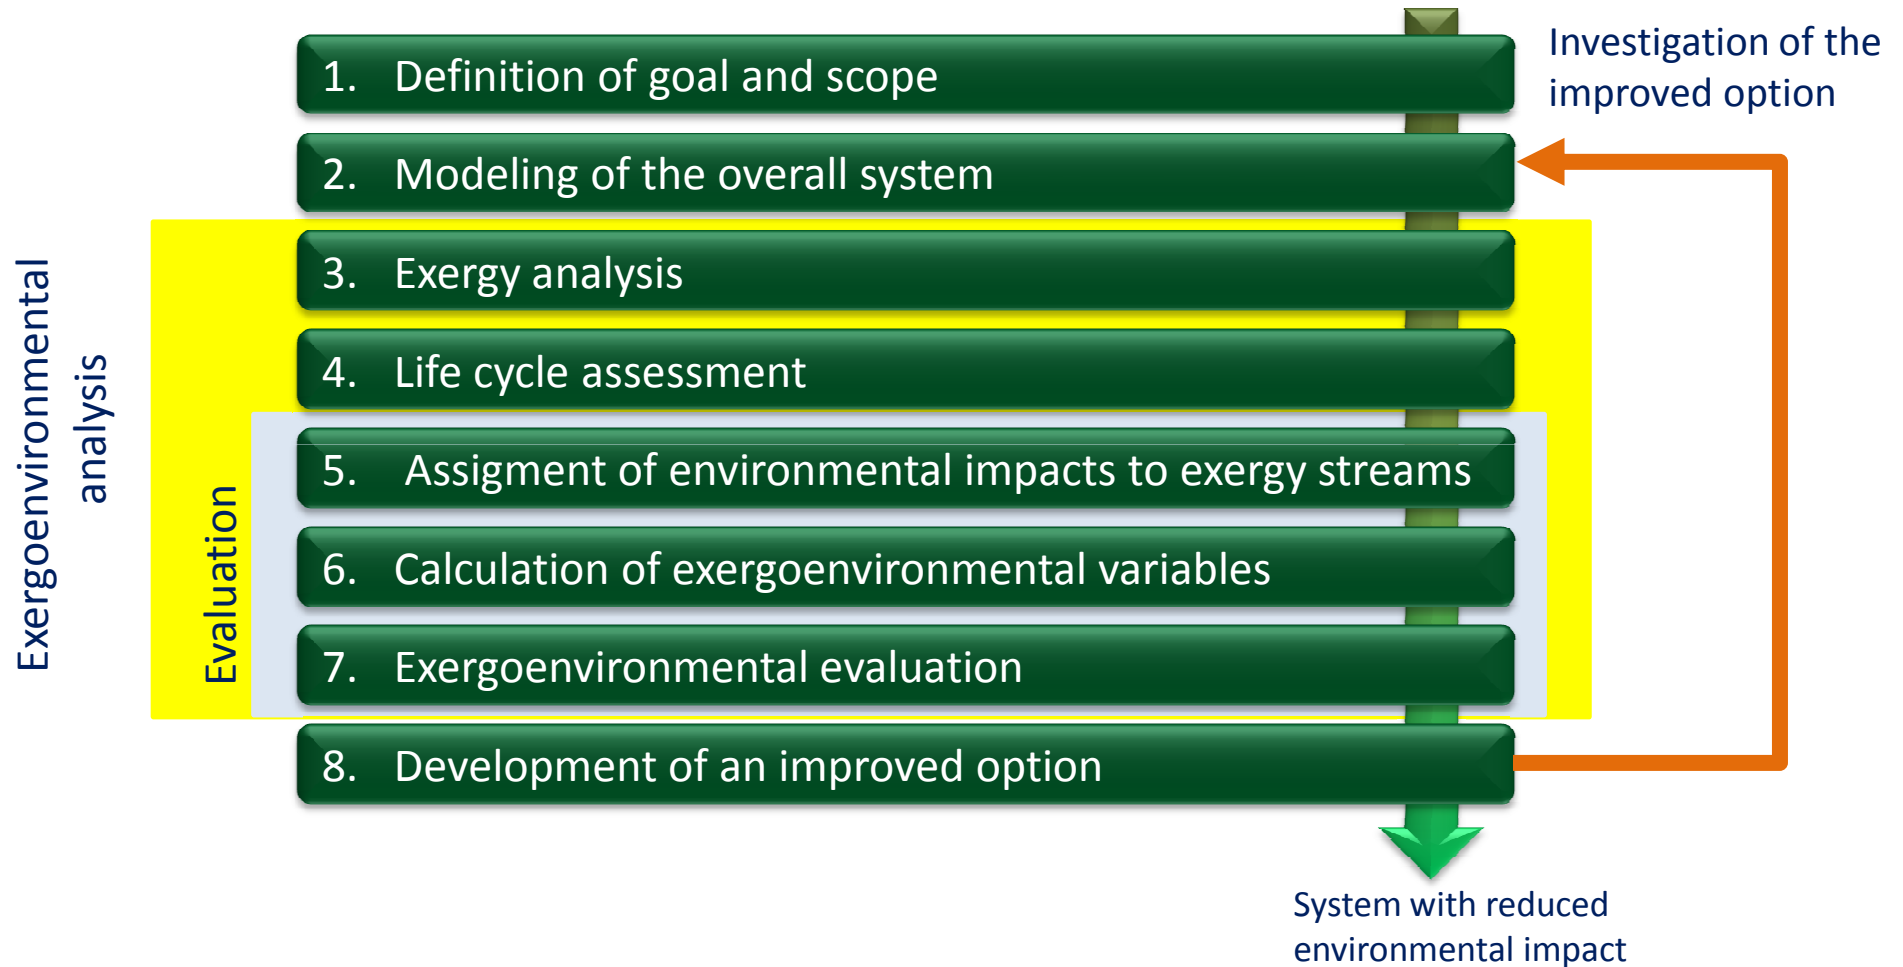 1. Definition of goal and scope
Investigation of the
improved option
2. Modeling of the overall system
3. Exergy analysis
4. Life cycle assessment
5. Assigment of environmental impacts to exergy streams
6. Calculation of exergoenvironmental variables
7. Exergoenvironmental evaluation
8. Development of an improved option
Exergoenvironmental
analysis
Evaluation
System with reduced
environmental impact